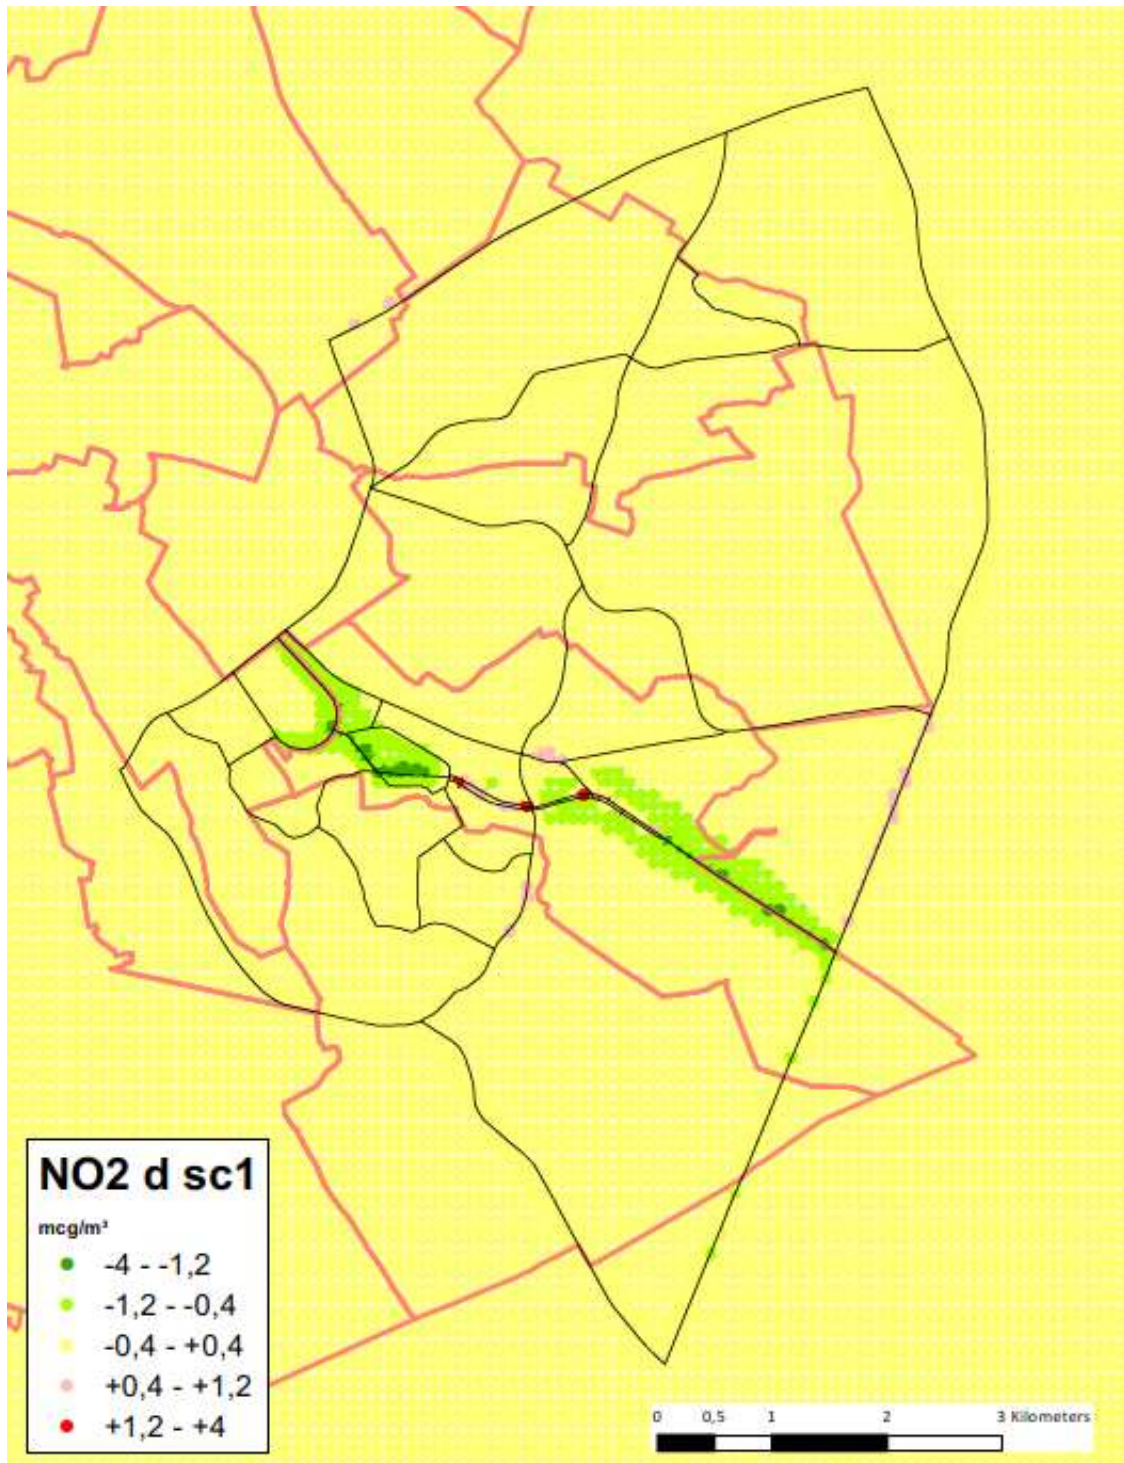 NO2 d sc1
mcg/m³
-4 - -1,2
-1,2 - -0,4
-0,4 - +0,4
+0,4 - +1,2
+1,2 - +4
0 0,5 1 2 3 Kilometers